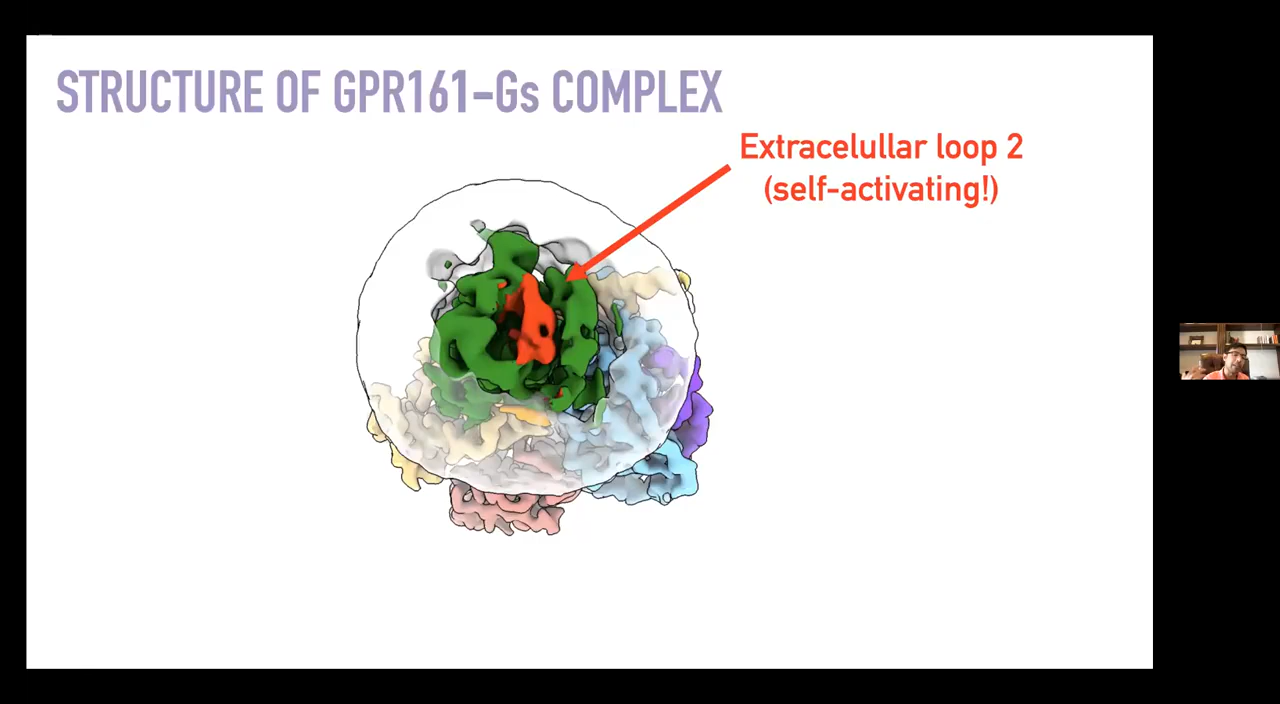 STRUCTURE OF GPR161-Gs COMPLEX
Extracelullar loop 2
(self-activating!)